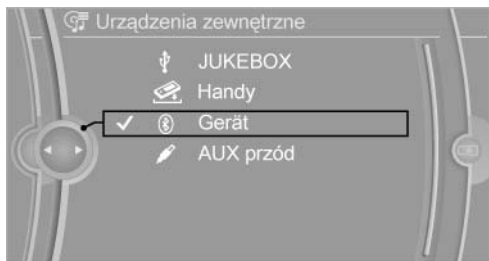 Urządzenia zewnętrzne
JUKEBOX
Handy
Gerät
AUX przód